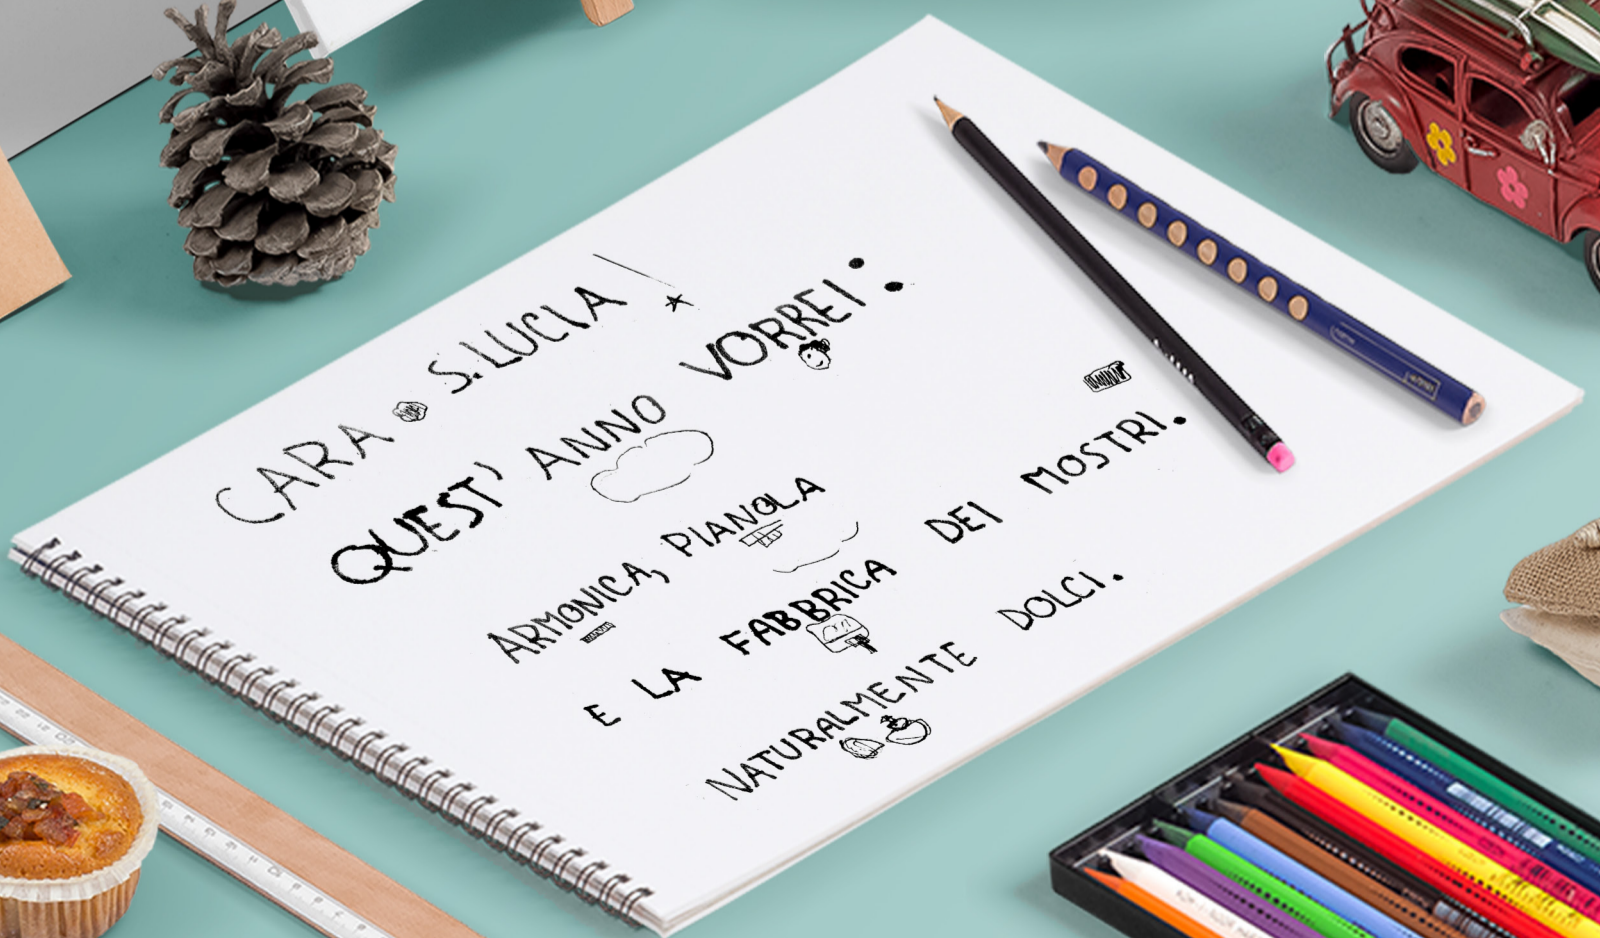 CARA S.LUCIA
QUEST' ANNO VORREI:
ARMONICA, PIANOLA
E LA FABBRICA DEI MOSTRI.
NATURALMENTE DOLCI.